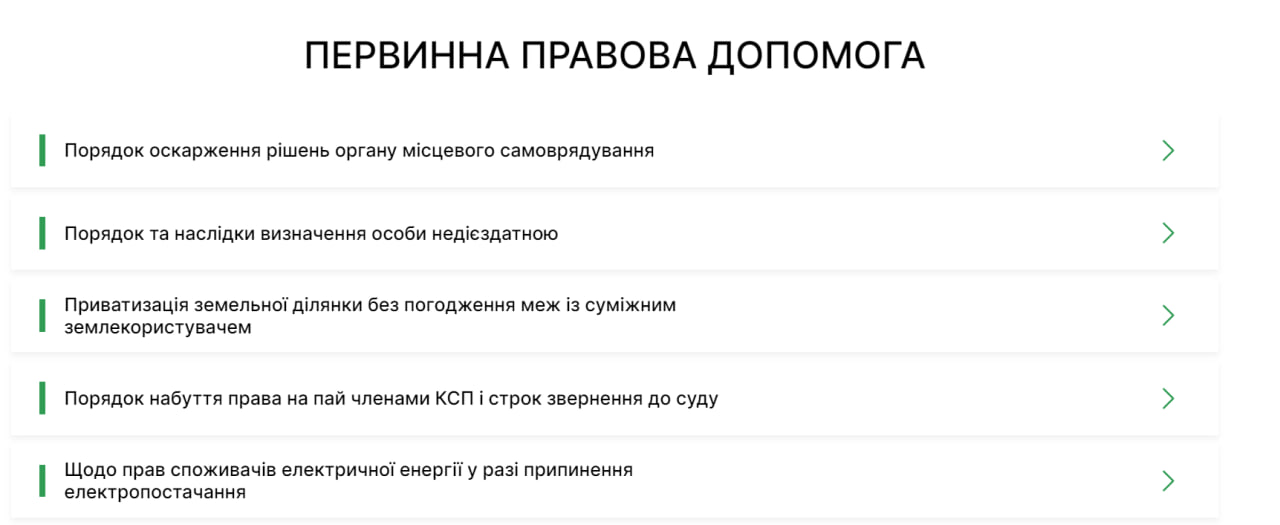 ПЕРВИННА ПРАВОВА ДОПОМОГА
Порядок оскарження рішень органу місцевого самоврядування
Порядок та наслідки визначення особи недієздатною
Приватизація земельної ділянки без погодження меж із суміжним
землекористувачем
Порядок набуття права на пай членами КСП і строк звернення до суду
Щодо прав споживачів електричної енергії у разі припинення
електропостачання